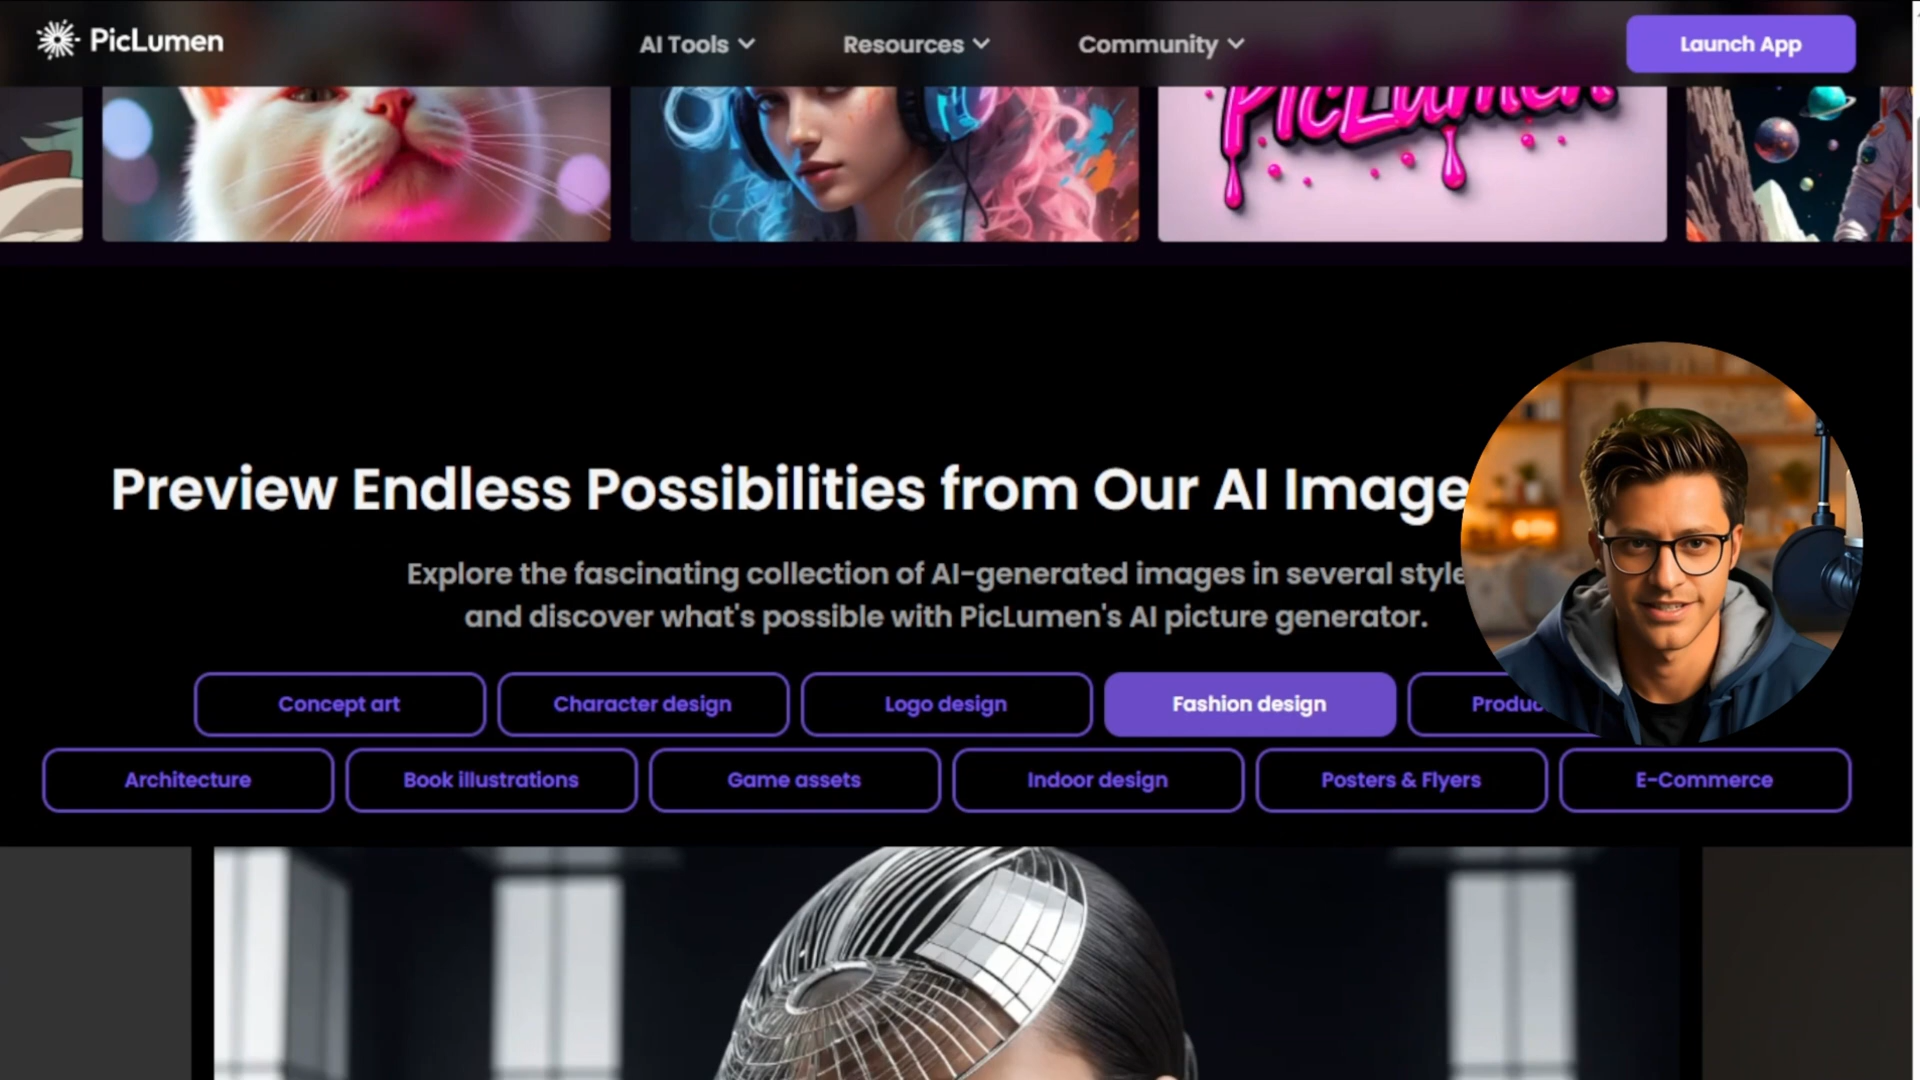 PicLumen
AI Tools
Resources
Community
Launch App
PicLumen
Preview Endless Possibilities from Our AI Image
Explore the fascinating collection of AI-generated images in several style
and discover what's possible with PicLumen's AI picture generator.
Concept art
Character design
Logo design
Fashion design
Produc
Architecture
Book illustrations
Game assets
Indoor design
Posters & Flyers
E-Commerce